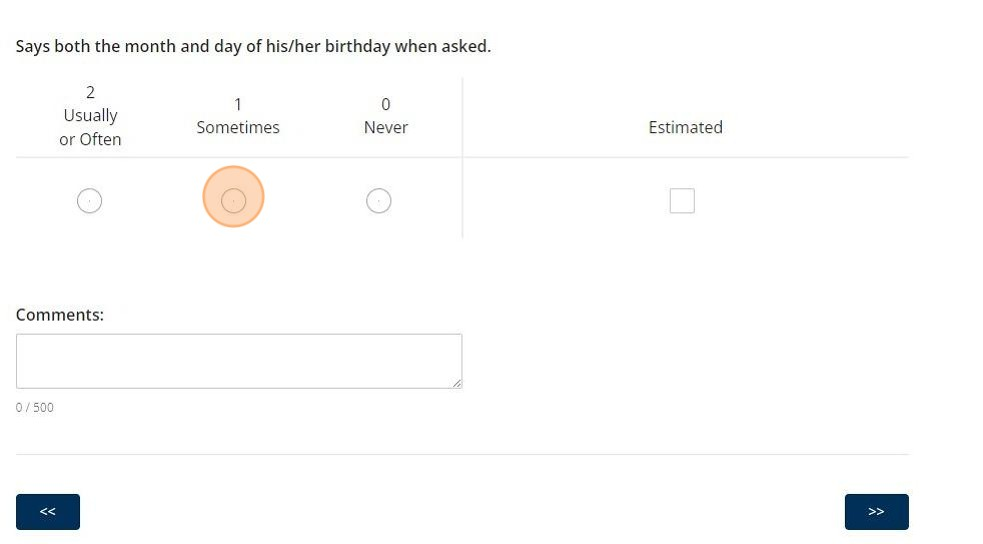 Says both the month and day of his/her birthday when asked.
2
Usually
or Often
1
Sometimes
0
Never
Estimated
Comments:
0 / 500
<<
>>